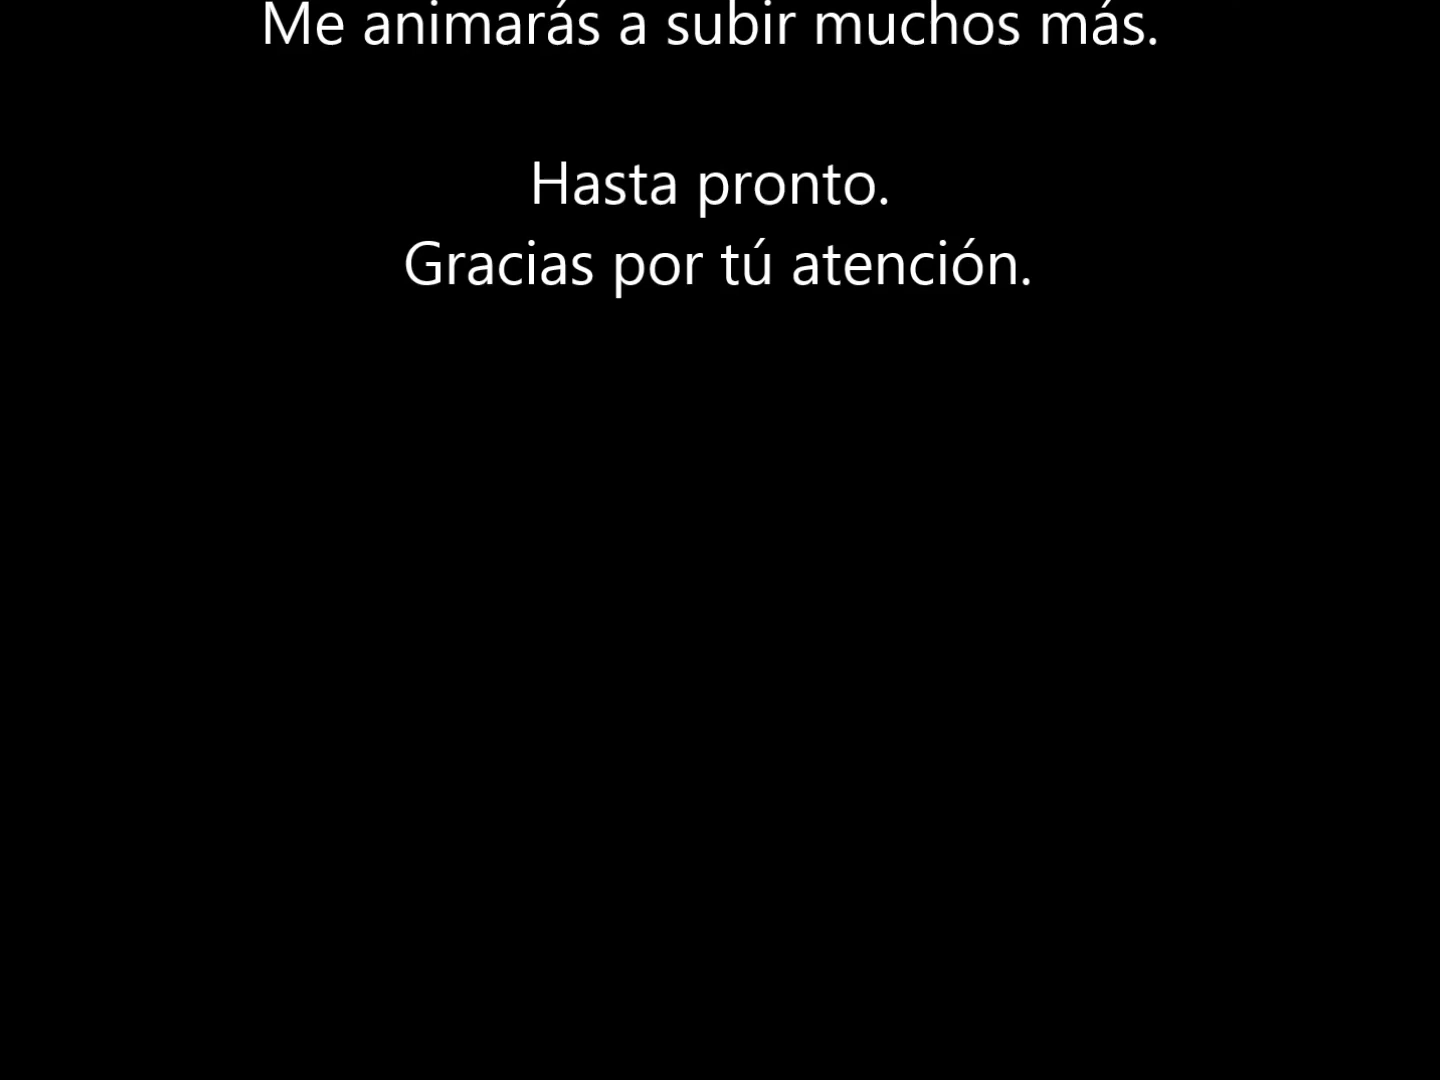 Me animarás a subir muchos más.
Hasta pronto.
Gracias por tú atención.